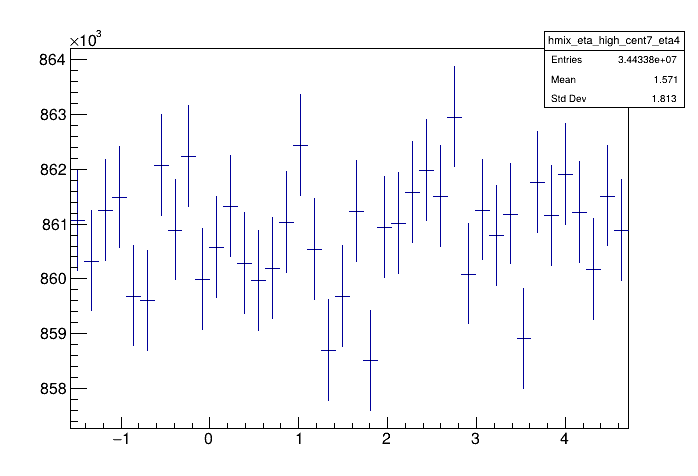 ×10³
hmix_eta_high_cent7_eta4
Entries 3.44338e+07
Mean 1.571
Std Dev 1.813
864
863
862
861
860
859
858
−1 0 1 2 3 4